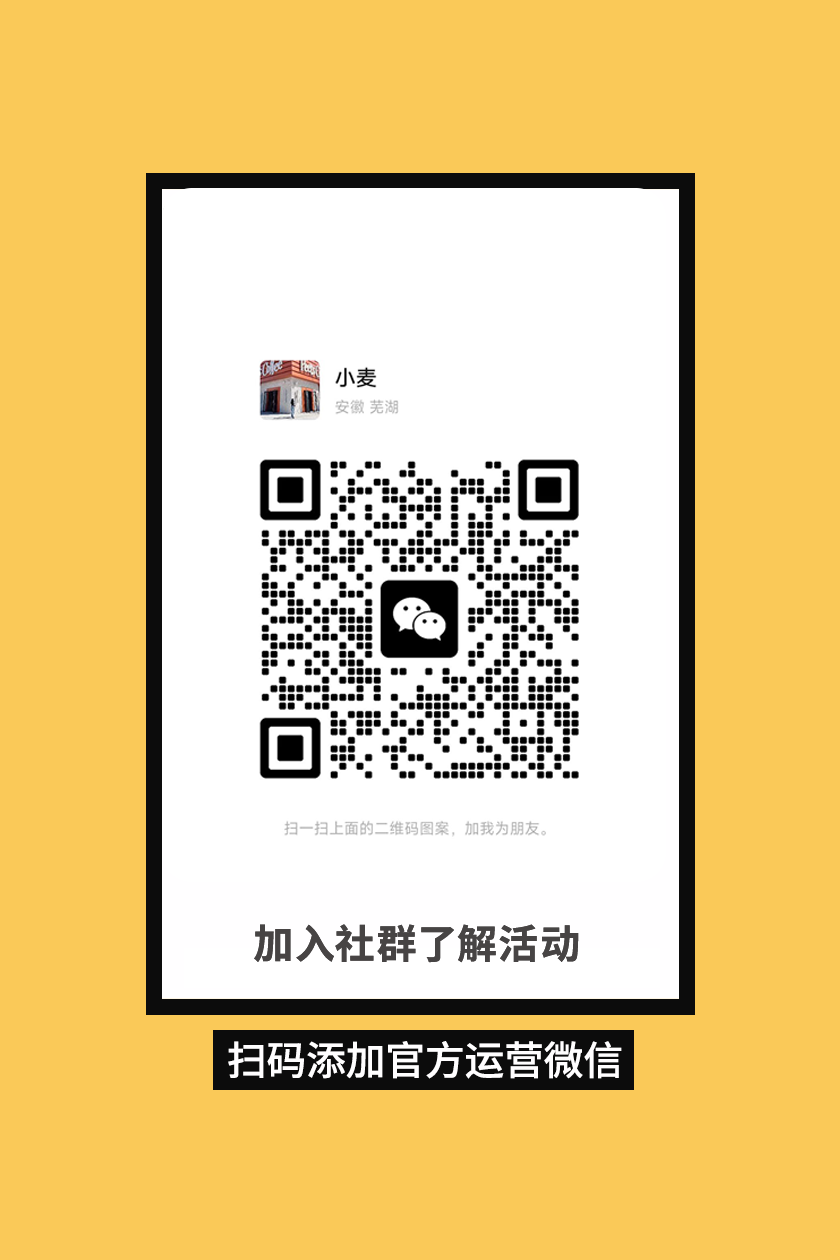 小麦
安徽 芜湖
扫一扫上面的二维码图案，加我为朋友。
加入社群了解活动
扫码添加官方运营微信